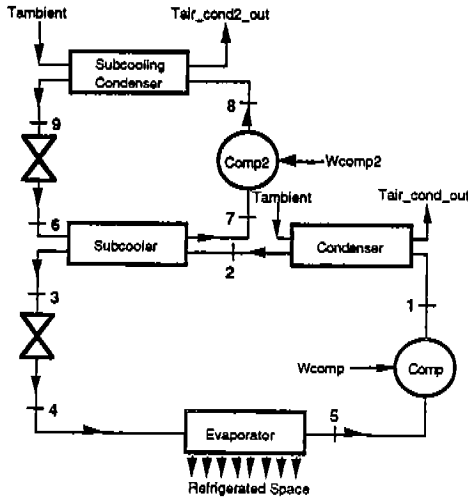 Tambient
Tair_cond2_out
Subcooling
Condenser
8
9
Comp2
Wcomp2
Tambient
Tair_cond_out
6
7
Subcooler
2
Condenser
3
1
Wcomp
Comp
4
5
Evaporator
Refrigerated Space